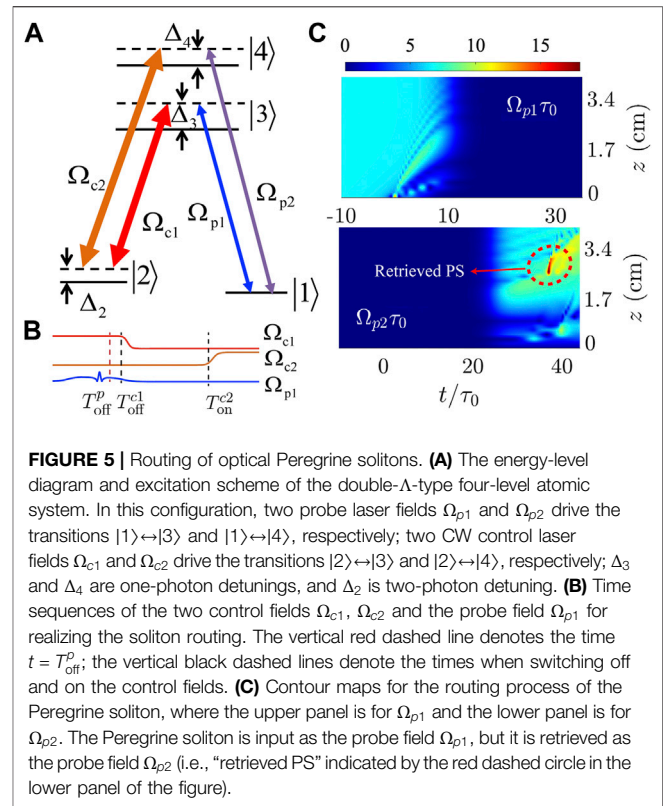 A
Δ4
|4⟩
|3⟩
Δ3
Ωc2
Ωc1
Ωp1
Ωp2
|2⟩
|1⟩
Δ2
B
Ωc1
Ωc2
Ωp1
T^p_off
T^c1_off
T^c2_on
C
0 5 10 15
Ωp1τ0
3.4
1.7
0
z (cm)
-10 0 10 20 30
Retrieved PS
Ωp2τ0
3.4
1.7
0
z (cm)
0 20 40
t/τ0
FIGURE 5 | Routing of optical Peregrine solitons. (A) The energy-level
diagram and excitation scheme of the double-Λ-type four-level atomic
system. In this configuration, two probe laser fields Ωp1 and Ωp2 drive the
transitions |1⟩↔|3⟩ and |1⟩↔|4⟩, respectively; two CW control laser
fields Ωc1 and Ωc2 drive the transitions |2⟩↔|3⟩ and |2⟩↔|4⟩, respectively; Δ3
and Δ4 are one-photon detunings, and Δ2 is two-photon detuning. (B) Time
sequences of the two control fields Ωc1, Ωc2 and the probe field Ωp1 for
realizing the soliton routing. The vertical red dashed line denotes the time
t = T^p_off; the vertical black dashed lines denote the times when switching off
and on the control fields. (C) Contour maps for the routing process of the
Peregrine soliton, where the upper panel is for Ωp1 and the lower panel is for
Ωp2. The Peregrine soliton is input as the probe field Ωp1, but it is retrieved as
the probe field Ωp2 (i.e., “retrieved PS” indicated by the red dashed circle in the
lower panel of the figure).